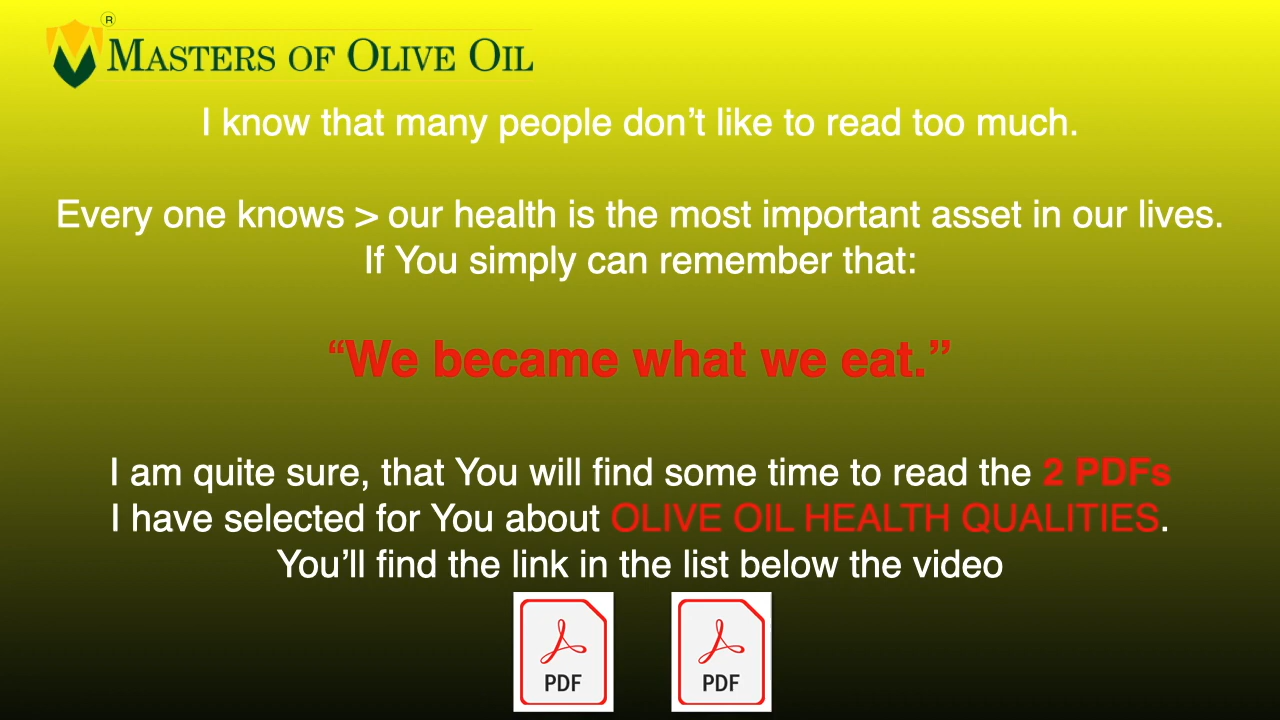 ®
MASTERS OF OLIVE OIL
I know that many people don’t like to read too much.
Every one knows > our health is the most important asset in our lives.
If You simply can remember that:
“We became what we eat.”
I am quite sure, that You will find some time to read the 2 PDFs
I have selected for You about OLIVE OIL HEALTH QUALITIES.
You’ll find the link in the list below the video
PDF PDF